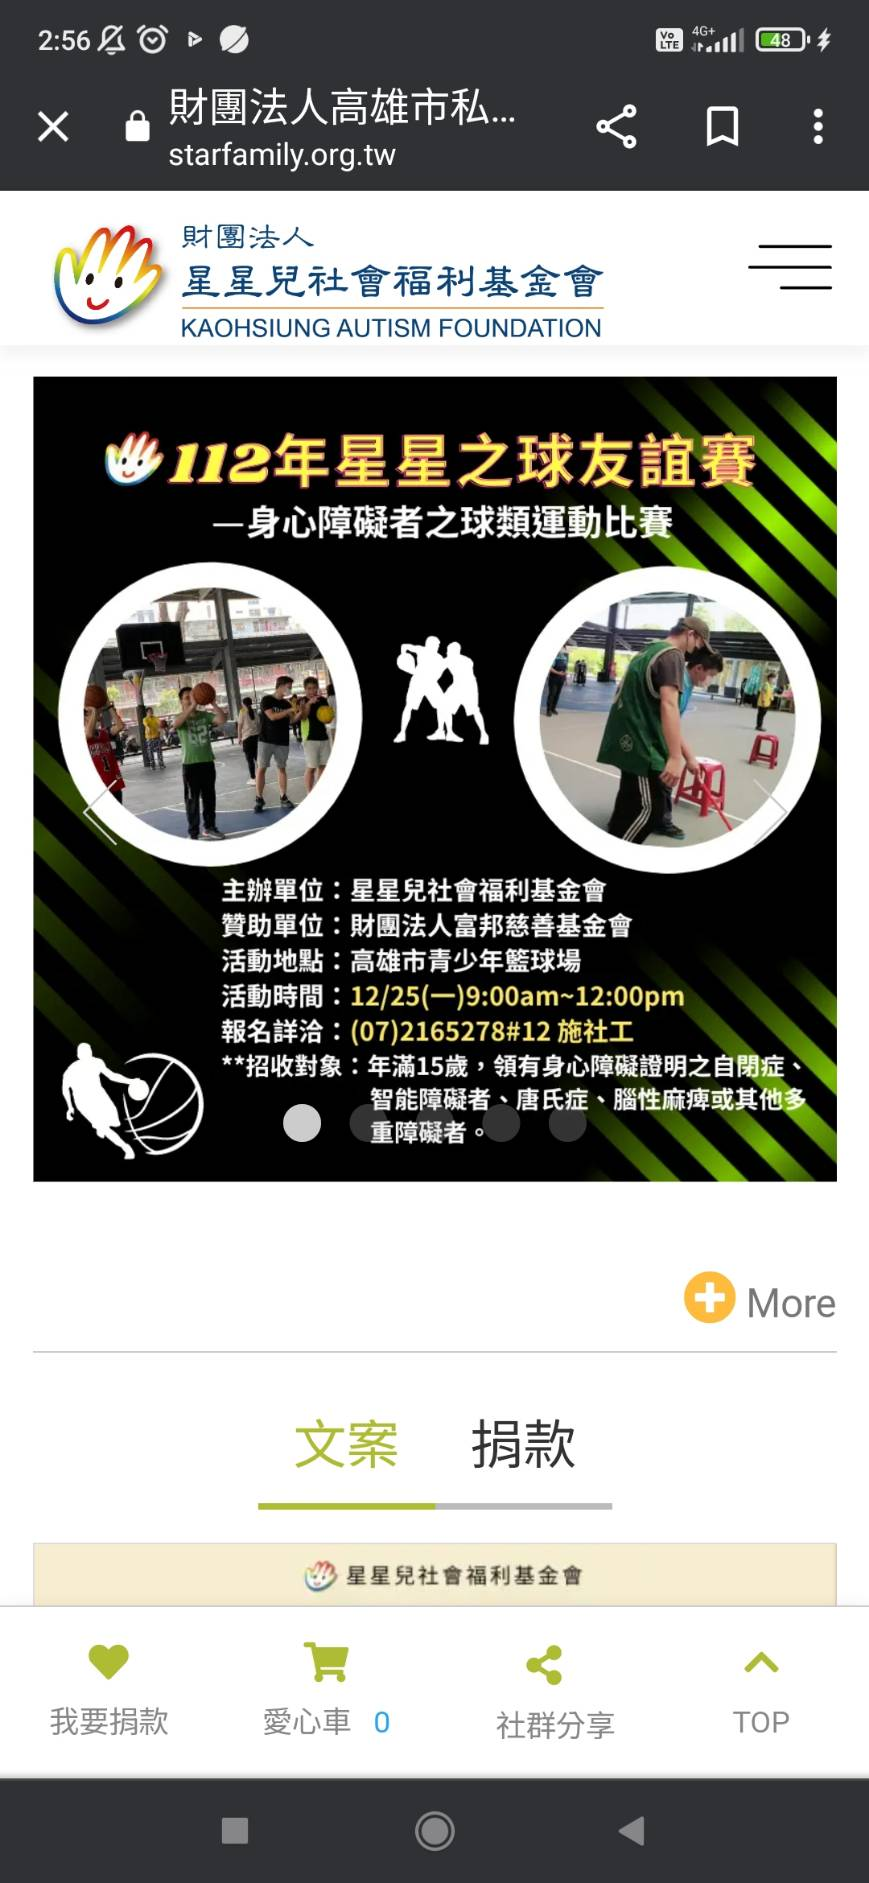 2:56
Vo LTE 4G+ 48
財團法人高雄市私...
starfamily.org.tw
財團法人
星星兒社會福利基金會
KAOHSIUNG AUTISM FOUNDATION
112年星星之球友誼賽
—身心障礙者之球類運動比賽
主辦單位：星星兒社會福利基金會
贊助單位：財團法人富邦慈善基金會
活動地點：高雄市青少年籃球場
活動時間：12/25(一)9:00am~12:00pm
報名詳洽：(07)2165278#12 施社工
**招收對象：年滿15歲，領有身心障礙證明之自閉症、
智能障礙者、唐氏症、腦性麻痺或其他多
重障礙者。
More
文案 捐款
星星兒社會福利基金會
我要捐款 愛心車 0 社群分享 TOP